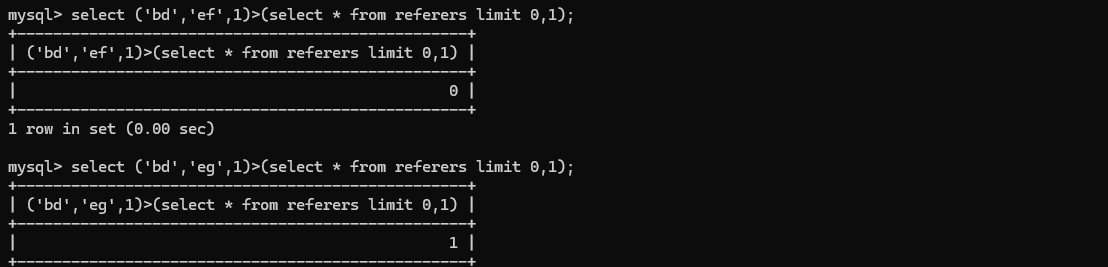 mysql> select ('bd','ef',1)>(select * from referers limit 0,1);
+------------------------------------------------+
| ('bd','ef',1)>(select * from referers limit 0,1) |
+------------------------------------------------+
| 0 |
+------------------------------------------------+
1 row in set (0.00 sec)
mysql> select ('bd','eg',1)>(select * from referers limit 0,1);
+------------------------------------------------+
| ('bd','eg',1)>(select * from referers limit 0,1) |
+------------------------------------------------+
| 1 |
+------------------------------------------------+